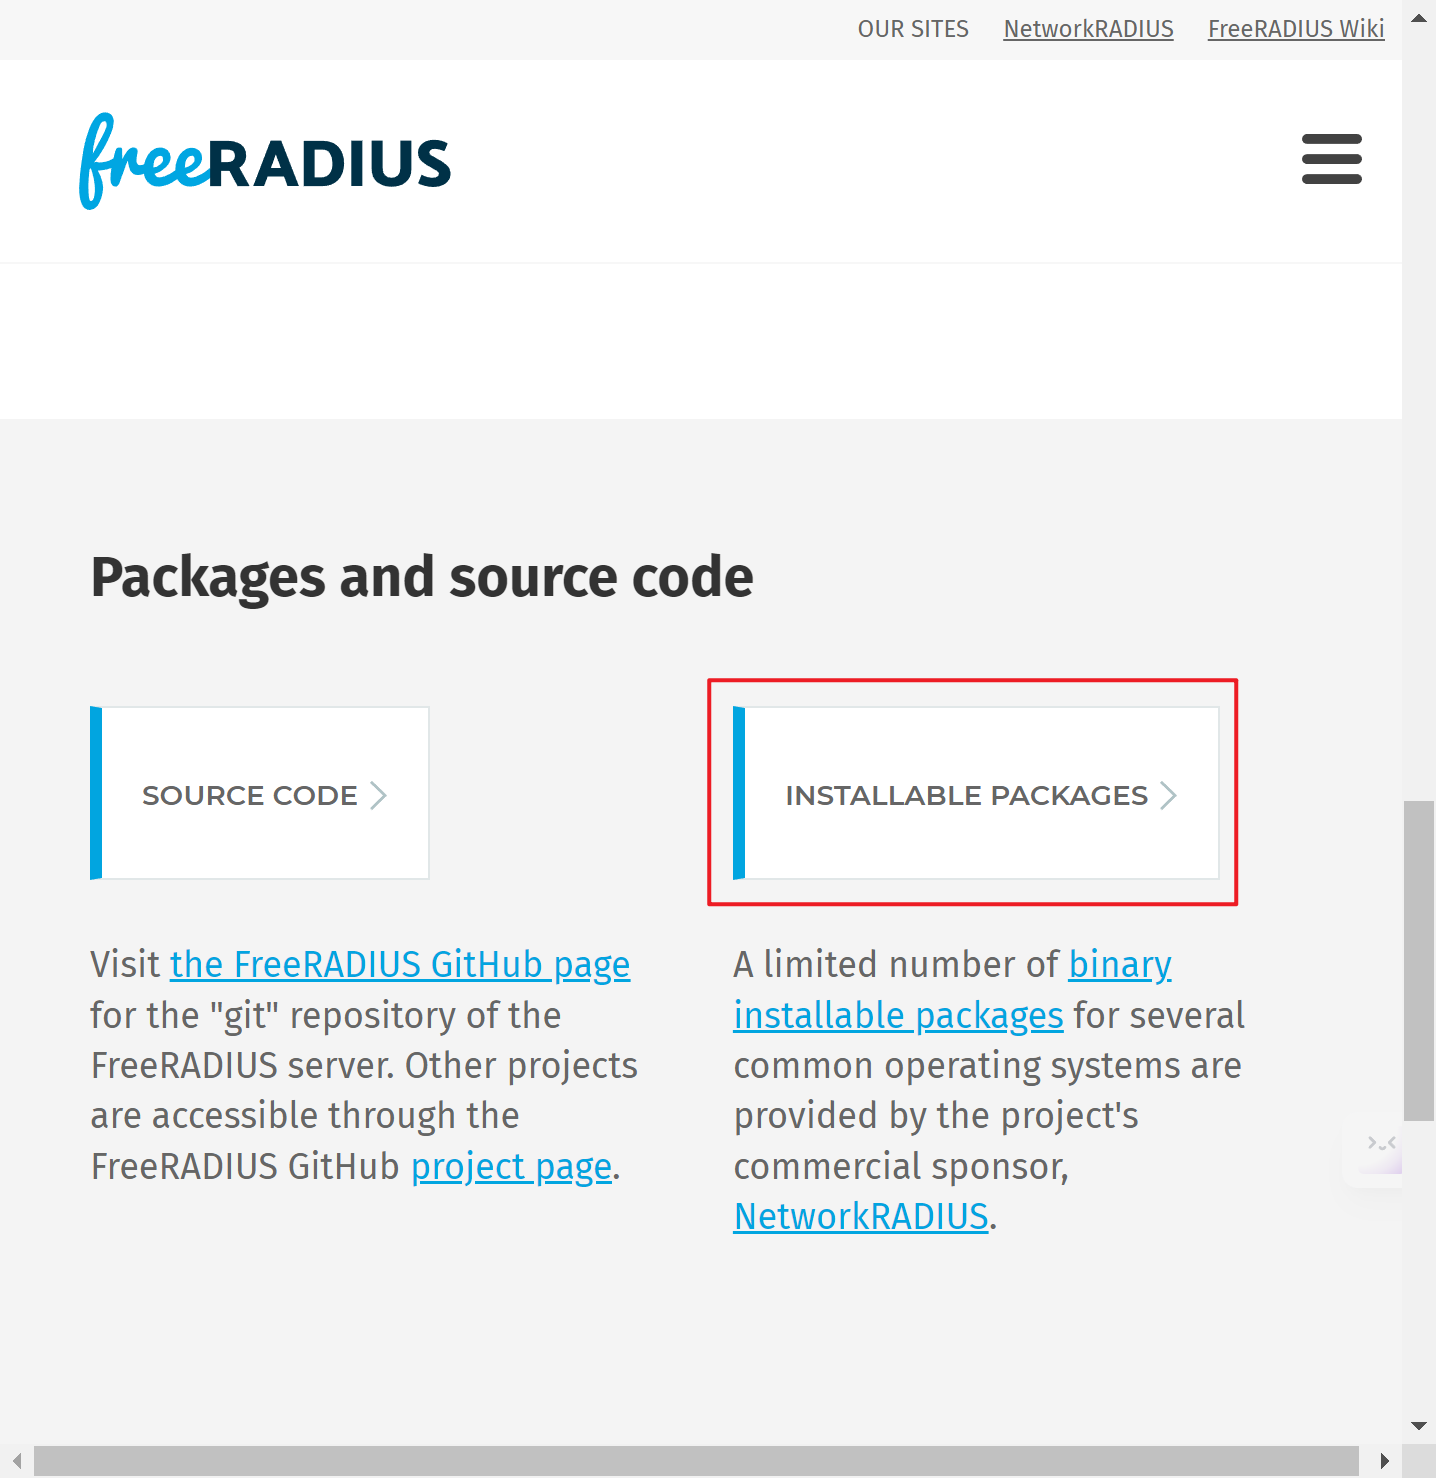 OUR SITES NetworkRADIUS FreeRADIUS Wiki
freeRADIUS
Packages and source code
SOURCE CODE
INSTALLABLE PACKAGES
Visit the FreeRADIUS GitHub page
for the "git" repository of the
FreeRADIUS server. Other projects
are accessible through the
FreeRADIUS GitHub project page.
A limited number of binary
installable packages for several
common operating systems are
provided by the project's
commercial sponsor,
NetworkRADIUS.